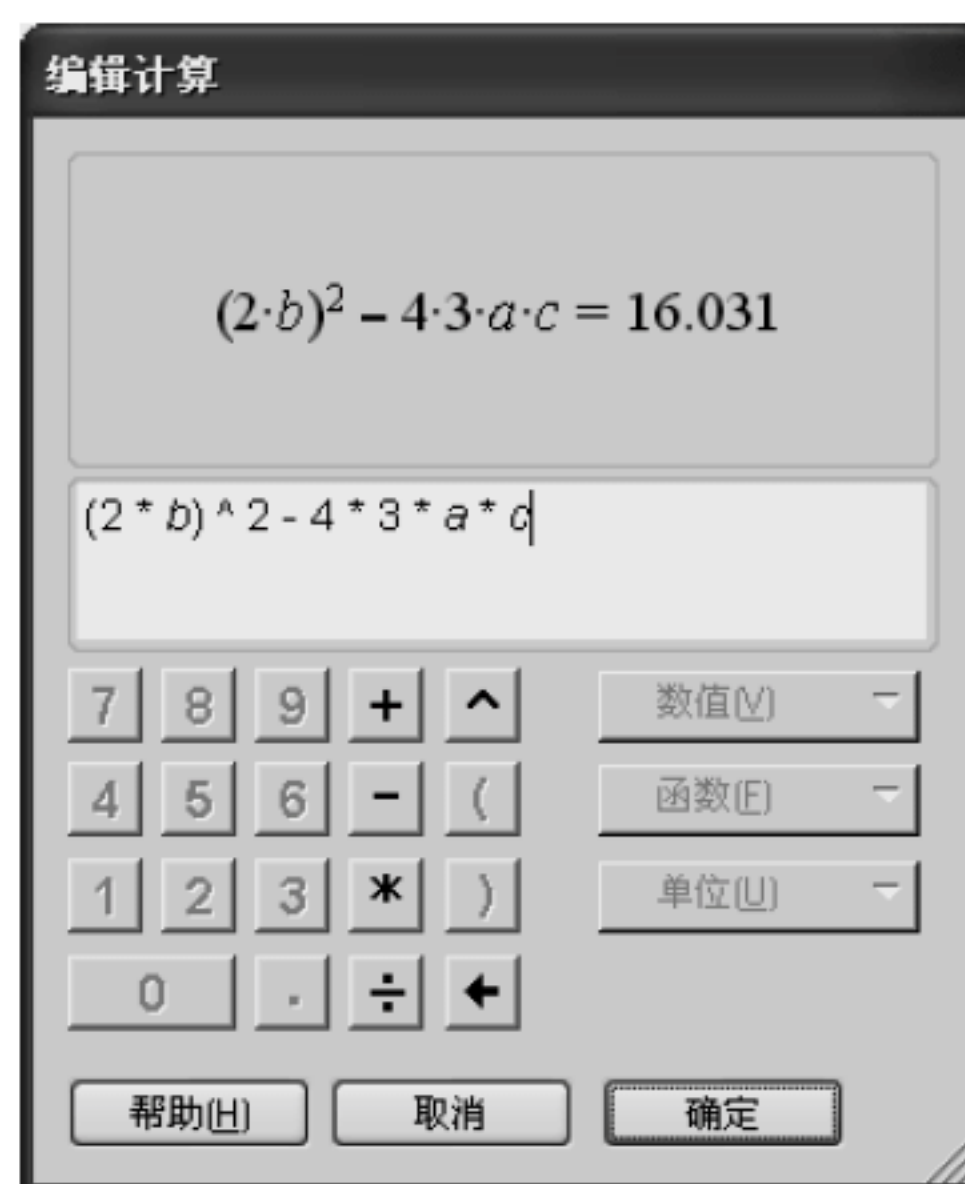 编辑计算
(2·b)² – 4·3·a·c = 16.031
(2 * b) ^ 2 - 4 * 3 * a * c
7 8 9 + ^ 数值(V)
4 5 6 - ( 函数(F)
1 2 3 * ) 单位(U)
0 . ÷ ←
帮助(H) 取消 确定